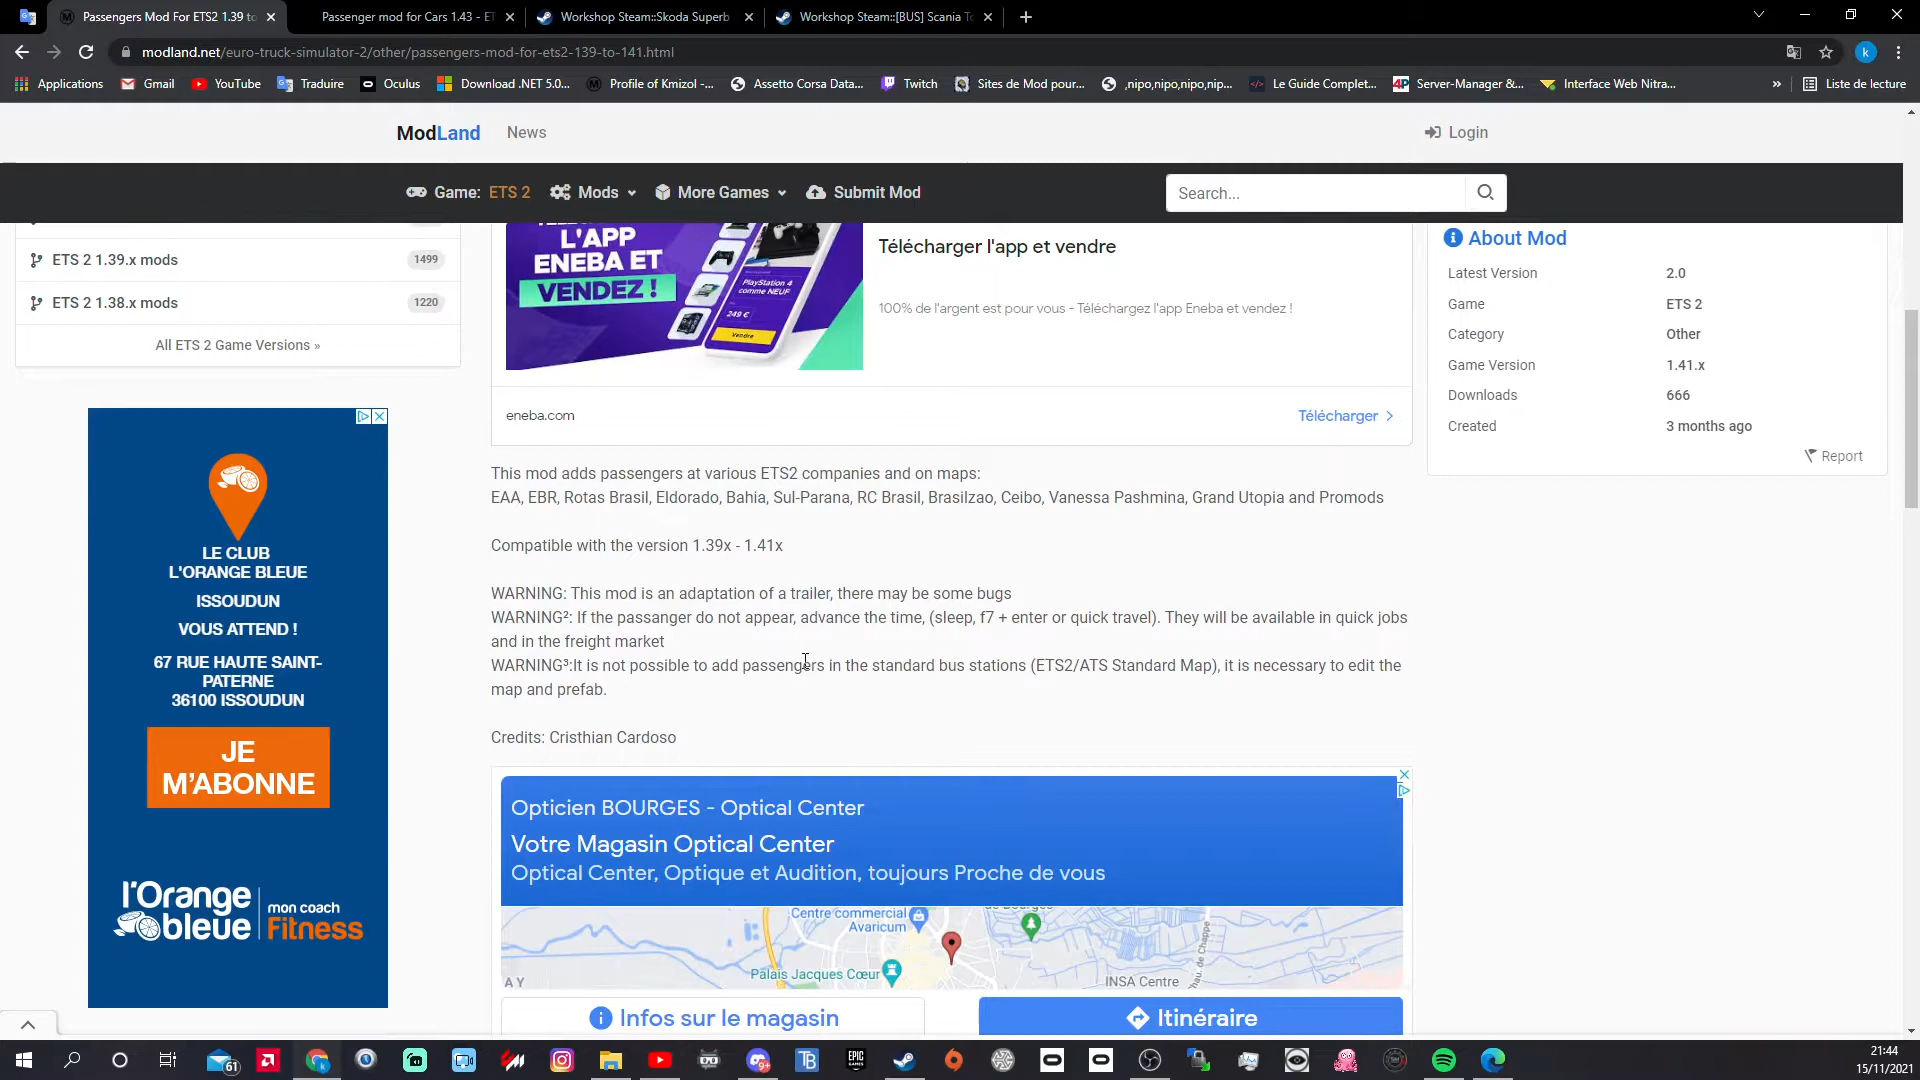 Passengers Mod For ETS2 1.39 to
Passenger mod for Cars 1.43 - ET
Workshop Steam::Skoda Superb
Workshop Steam::[BUS] Scania To
modland.net/euro-truck-simulator-2/other/passengers-mod-for-ets2-139-to-141.html
k
Applications
Gmail
YouTube
Traduire
Oculus
Download .NET 5.0...
Profile of Kmizol -...
Assetto Corsa Data...
Twitch
Sites de Mod pour...
,nipo,nipo,nipo,nip...
Le Guide Complet...
Server-Manager &...
Interface Web Nitra...
»
Liste de lecture
ModLand
News
Login
Game: ETS 2
Mods
More Games
Submit Mod
Search...
ETS 2 1.39.x mods 1499
ETS 2 1.38.x mods 1220
All ETS 2 Game Versions »
L'APP
ENEBA ET
VENDEZ !
PlayStation 4
comme NEUF
249 €
Vendre
Télécharger l'app et vendre
100% de l'argent est pour vous - Téléchargez l'app Eneba et vendez !
eneba.com
Télécharger >
About Mod
Latest Version 2.0
Game ETS 2
Category Other
Game Version 1.41.x
Downloads 666
Created 3 months ago
Report
This mod adds passengers at various ETS2 companies and on maps:
EAA, EBR, Rotas Brasil, Eldorado, Bahia, Sul-Parana, RC Brasil, Brasilzao, Ceibo, Vanessa Pashmina, Grand Utopia and Promods
Compatible with the version 1.39x - 1.41x
WARNING: This mod is an adaptation of a trailer, there may be some bugs
WARNING²: If the passanger do not appear, advance the time, (sleep, f7 + enter or quick travel). They will be available in quick jobs
and in the freight market
WARNING³:It is not possible to add passengers in the standard bus stations (ETS2/ATS Standard Map), it is necessary to edit the
map and prefab.
Credits: Cristhian Cardoso
LE CLUB
L'ORANGE BLEUE
ISSOUDUN
VOUS ATTEND !
67 RUE HAUTE SAINT-
PATERNE
36100 ISSOUDUN
JE
M'ABONNE
l'Orange
bleue
mon coach
Fitness
Opticien BOURGES - Optical Center
Votre Magasin Optical Center
Optical Center, Optique et Audition, toujours Proche de vous
Centre commercial
Avaricum
Palais Jacques Cœur
INSA Centre
A Y
Infos sur le magasin
Itinéraire
61
9+
TB
EPIC
GAMES
21:44
15/11/2021